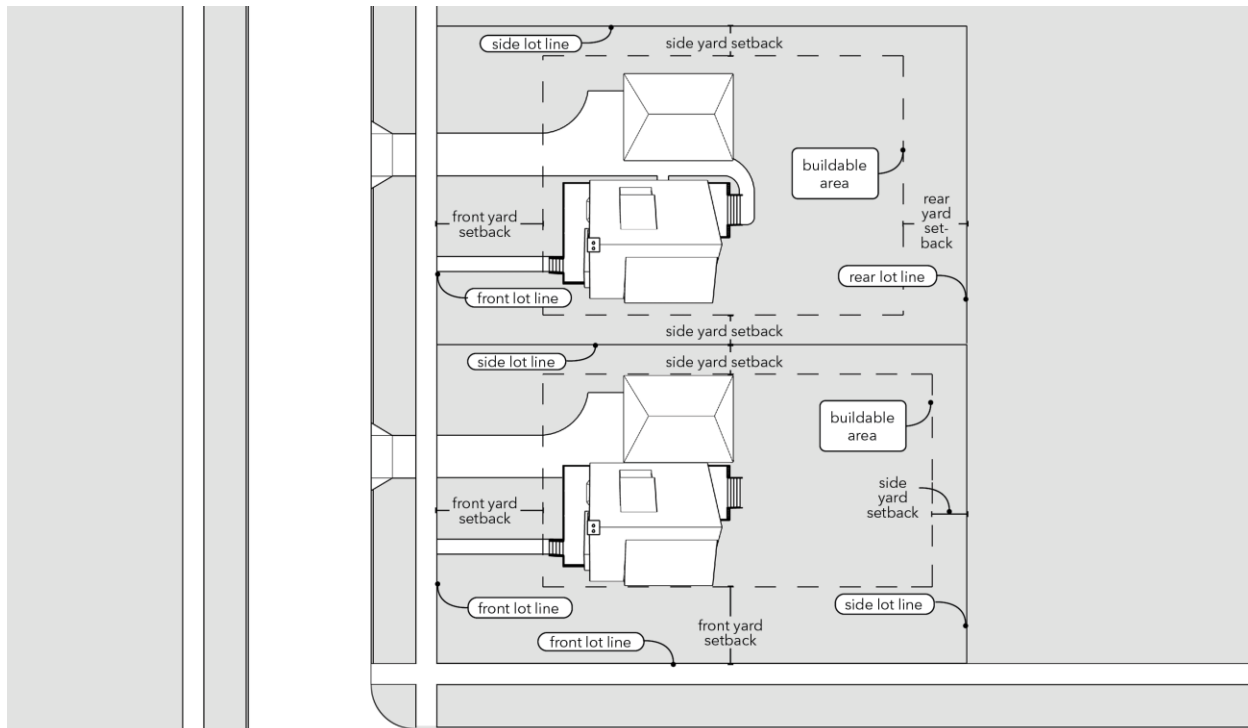 side lot line
side yard setback
buildable
area
front yard
setback
rear
yard
set-
back
rear lot line
front lot line
side yard setback
side lot line
side yard setback
buildable
area
front yard
setback
side
yard
setback
front lot line
side lot line
front yard
setback
front lot line